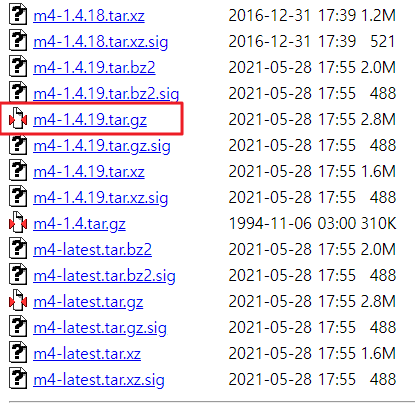 m4-1.4.18.tar.xz 2016-12-31 17:39 1.2M
m4-1.4.18.tar.xz.sig 2016-12-31 17:39 521
m4-1.4.19.tar.bz2 2021-05-28 17:55 2.0M
m4-1.4.19.tar.bz2.sig 2021-05-28 17:55 488
m4-1.4.19.tar.gz 2021-05-28 17:55 2.8M
m4-1.4.19.tar.gz.sig 2021-05-28 17:55 488
m4-1.4.19.tar.xz 2021-05-28 17:55 1.6M
m4-1.4.19.tar.xz.sig 2021-05-28 17:55 488
m4-1.4.tar.gz 1994-11-06 03:00 310K
m4-latest.tar.bz2 2021-05-28 17:55 2.0M
m4-latest.tar.bz2.sig 2021-05-28 17:55 488
m4-latest.tar.gz 2021-05-28 17:55 2.8M
m4-latest.tar.gz.sig 2021-05-28 17:55 488
m4-latest.tar.xz 2021-05-28 17:55 1.6M
m4-latest.tar.xz.sig 2021-05-28 17:55 488